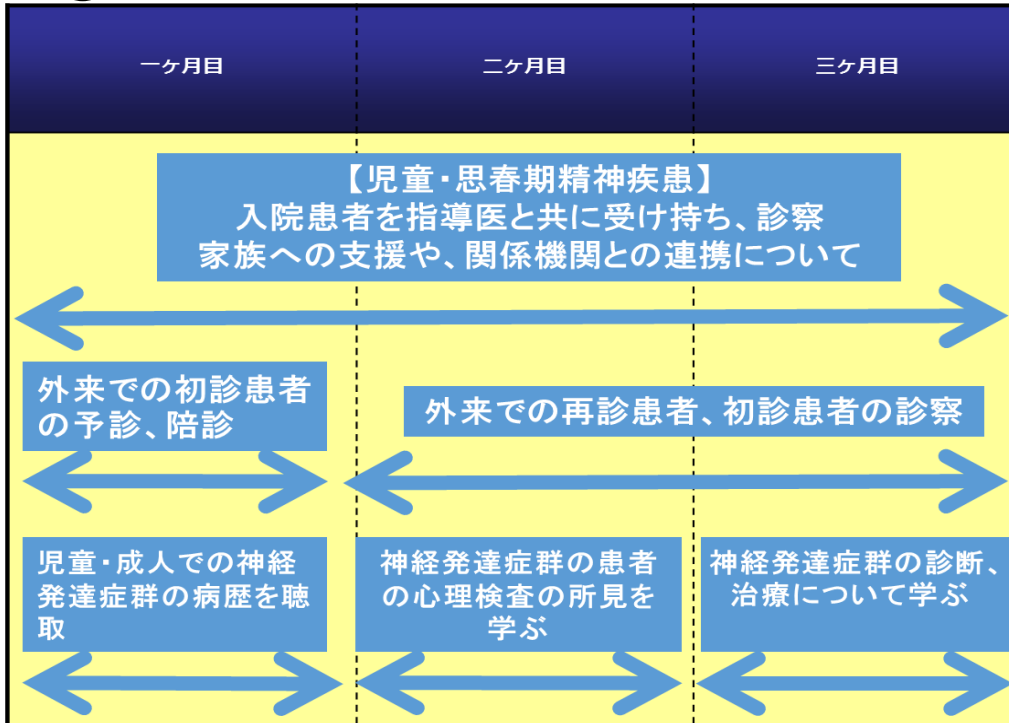 一ヶ月目
二ヶ月目
三ヶ月目
【児童・思春期精神疾患】
入院患者を指導医と共に受け持ち、診察
家族への支援や、関係機関との連携について
外来での初診患者
の予診、陪診
外来での再診患者、初診患者の診察
児童・成人での神経
発達症群の病歴を聴
取
神経発達症群の患者
の心理検査の所見を
学ぶ
神経発達症群の診断、
治療について学ぶ